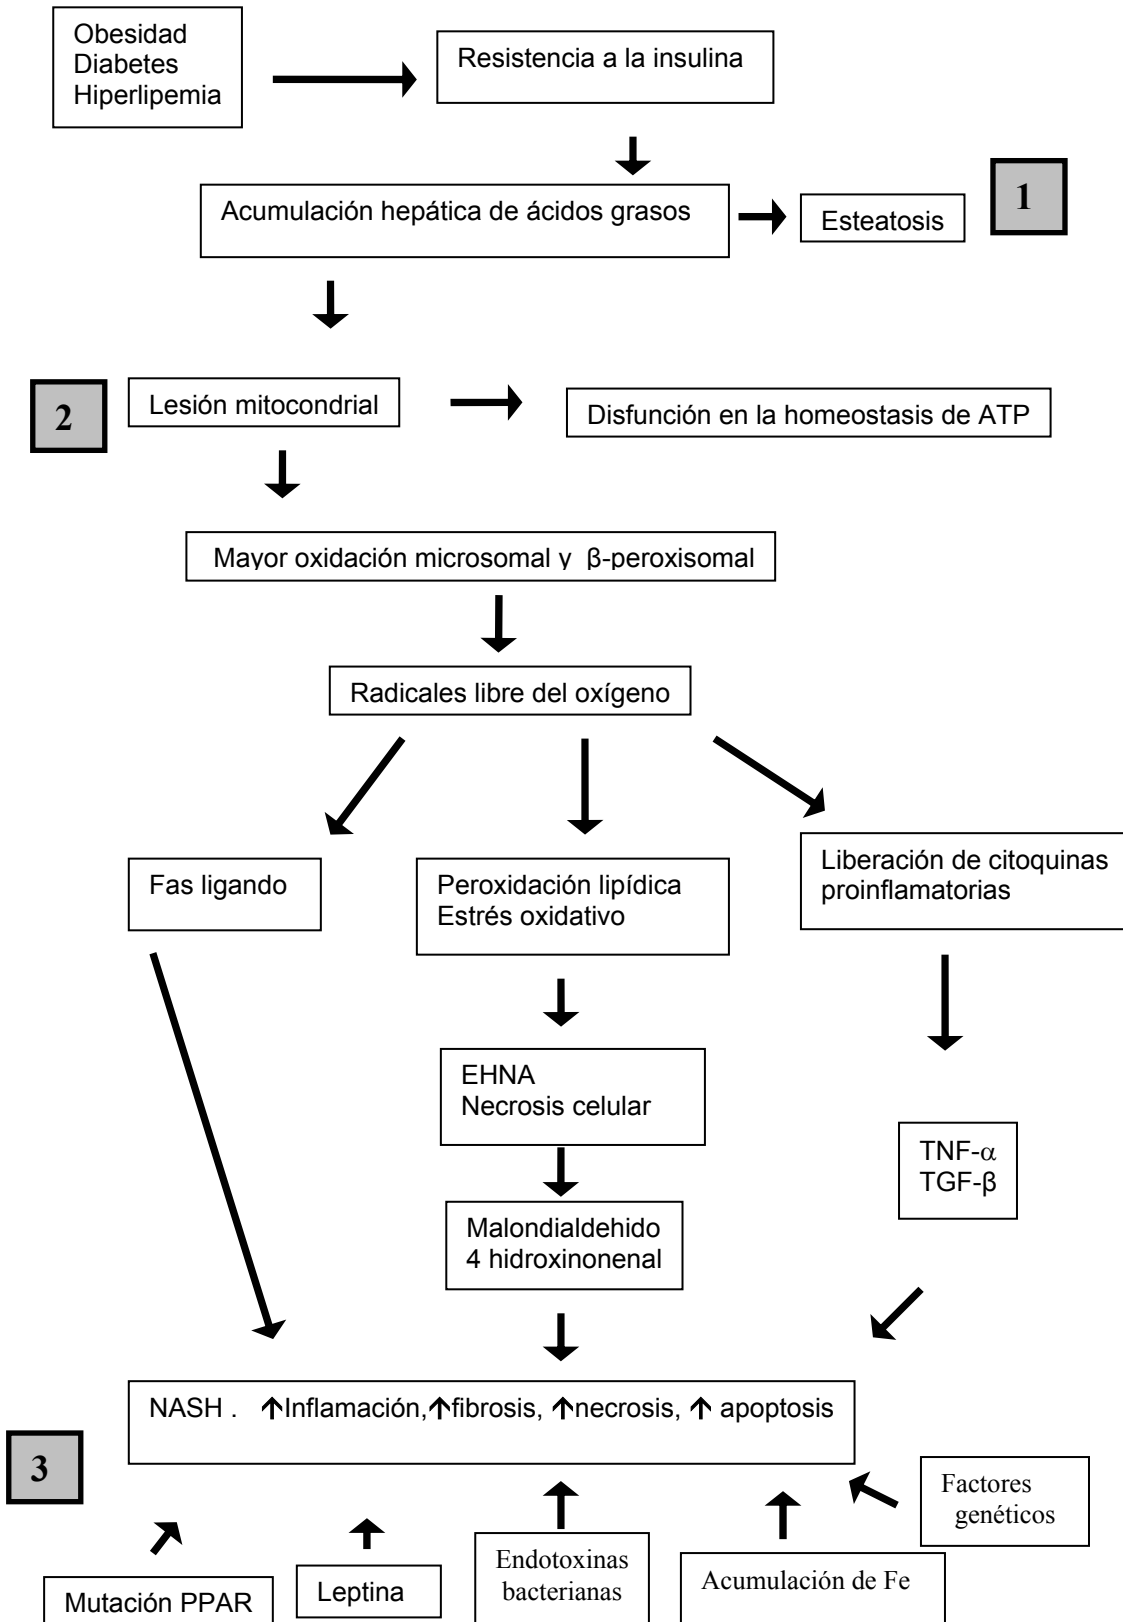 Obesidad
Diabetes
Hiperlipemia
Resistencia a la insulina
Acumulación hepática de ácidos grasos
Esteatosis
1
2
Lesión mitocondrial
Disfunción en la homeostasis de ATP
Mayor oxidación microsomal y β-peroxisomal
Radicales libre del oxígeno
Fas ligando
Peroxidación lipídica
Estrés oxidativo
Liberación de citoquinas
proinflamatorias
EHNA
Necrosis celular
TNF-α
TGF-β
Malondialdehido
4 hidroxinonenal
NASH . ↑Inflamación,↑fibrosis, ↑necrosis, ↑ apoptosis
3
Factores
genéticos
Mutación PPAR
Leptina
Endotoxinas
bacterianas
Acumulación de Fe